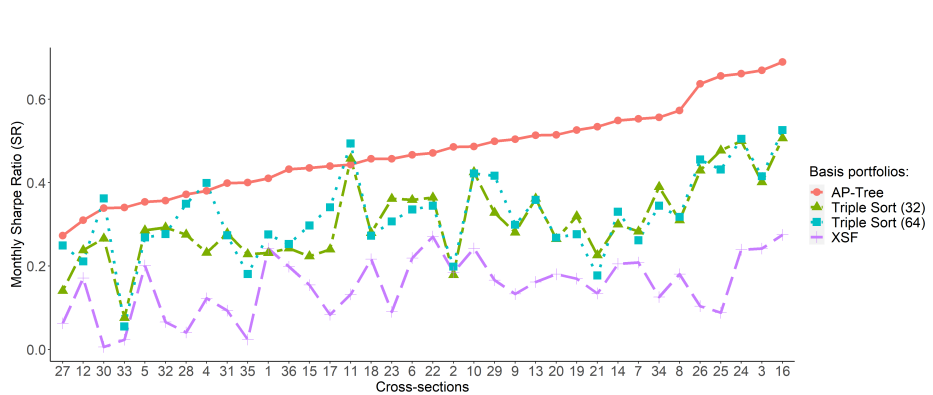 Monthly Sharpe Ratio (SR)
0.6
0.4
0.2
0.0
27 12 30 33 5 32 28 4 31 35 1 36 15 17 11 18 23 6 22 2 10 29 9 13 20 19 21 14 7 34 8 26 25 24 3 16
Cross-sections
Basis portfolios:
AP-Tree
Triple Sort (32)
Triple Sort (64)
XSF